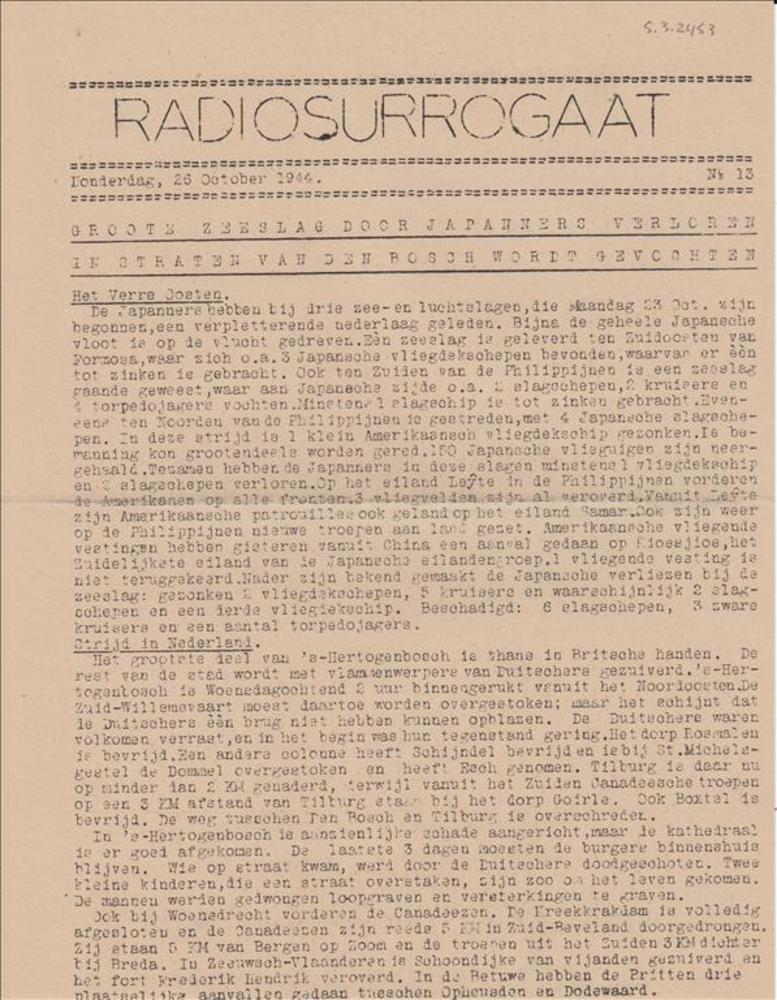 S.3.2453
RADIOSURROGAAT
Donderdag, 26 October 1944. No 13
GROOTE ZEESLAG DOOR JAPANNERS VERLOREN
IN STRATEN VAN DEN BOSCH WORDT GEVOCHTEN
Het Verre Oosten.
De Japanners hebben bij drie zee-en luchtslagen,die Maandag 23 Oct. zijn
begonnen,een verpletterende nederlaag geleden. Bijna de geheele Japansche
vloot is op de vlucht gedreven.Eèn zeeslag is geleverd ten Zuidoosten van
Formosa,waar zich o.a.3 Japansche vliegdekschepen bevonden,waarvan er èèn
tot zinken is gebracht. Ook ten Zuiden van de Philippijnen is een zeeslag
gaande geweest,waar aan Japansche zijde o.a. 2 slagschepen,2 kruisers en
4 torpedojagers vochten.Minstens 1 slagschip is tot zinken gebracht.Even-
eens ten Noorden van de Philippijnen is gestreden,met 4 Japansche slagsche-
pen. In deze strijd is 1 klein Amerikaansch vliegdekschip gezonken.De be-
manning kon grootendeels worden gered.150 Japansche vliegtuigen zijn neer-
gehaald.Tezamen hebben de Japanners in deze slagen minstens 1 vliegdekschip
en 2 slagschepen verloren.Op het eiland Leyte in de Philippijnen vorderen
de Amerikanen op alle fronten.3 vliegvelden zijn al veroverd.Vanuit Leyte
zijn Amerikaansche patrouilles ook geland op het eiland Samar.Ook zijn weer
op de Philippijnen nieuwe troepen aan land gezet. Amerikaansche vliegende
vestingen hebben gisteren vanuit China een aanval gedaan op Kioesjioe,het
Zuidelijkste eiland van de Japansche eilandengroep.1 vliegende vesting is
niet teruggekeerd.Nader zijn bekend gemaakt de Japansche verliezen bij de
zeeslag: gezonken 2 vliegdekschepen, 5 kruisers en waarschijnlijk 2 slag-
schepen en een derde vliegdekschip. Beschadigd: 6 slagschepen, 3 zware
kruisers en een aantal torpedojagers.
Strijd in Nederland.
Het grootste deel van 's-Hertogenbosch is thans in Britsche handen. De
rest van de stad wordt met vlammenwerpers van Duitschers gezuiverd.'s-Her-
togenbosch is Woensdagochtend 2 uur binnengerukt vanuit het Noordoosten.De
Zuid-Willemsvaart moest daartoe worden overgestoken; maar het schijnt dat
de Duitschers èèn brug niet hebben kunnen opblazen. De Duitschers waren
volkomen verrast,en in het begin was hun tegenstand gering.Het dorp Rosmalen
is bevrijd.Een andere colonne heeft Schijndel bevrijd en is bij St.Michels-
gestel de Dommel overgestoken en heeft Esch genomen. Tilburg is daar nu
op minder dan 2 KM genaderd, terwijl vanuit het Zuiden Canadeesche troepen
op een 3 KM afstand van Tilburg staan bij het dorp Goirle. Ook Boxtel is
bevrijd. De weg tusschen Den Bosch en Tilburg is overschreden.
In 's-Hertogenbosch is aanzienlijke schade aangericht,maar de kathedraal
is er goed afgekomen. De laatste 3 dagen moesten de burgers binnenshuis
blijven. Wie op straat kwam, werd door de Duitschers doodgeschoten. Twee
kleine kinderen,die een straat overstaken, zijn zoo om het leven gekomen.
De mannen werden gedwongen loopgraven en versterkingen te graven.
Ook bij Woensdrecht vorderen de Canadeezen. De Kreekrakdam is volledig
afgesloten en de Canadeezen zijn reeds 5 KM in Zuid-Beveland doorgedrongen.
Zij staan 5 KM van Bergen op Zoom en de troepen uit het Zuiden 3 KM dichter
bij Breda. In Zeeuwsch-Vlaanderen is Schoondijke van vijanden gezuiverd en
het fort Frederik Hendrik veroverd. In de Betuwe hebben de Britten drie
plaatselijke aanvallen gedaan tusschen Opheusden en Dodewaard.